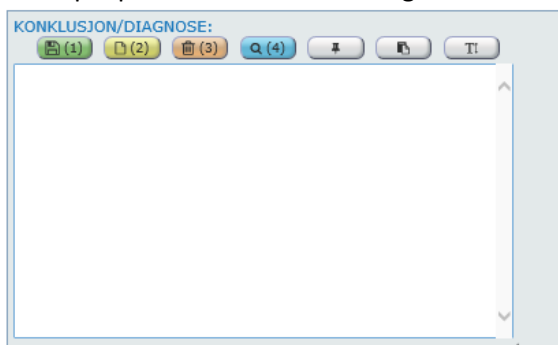 KONKLUSJON/DIAGNOSE:
(1) (2) (3) (4) TI